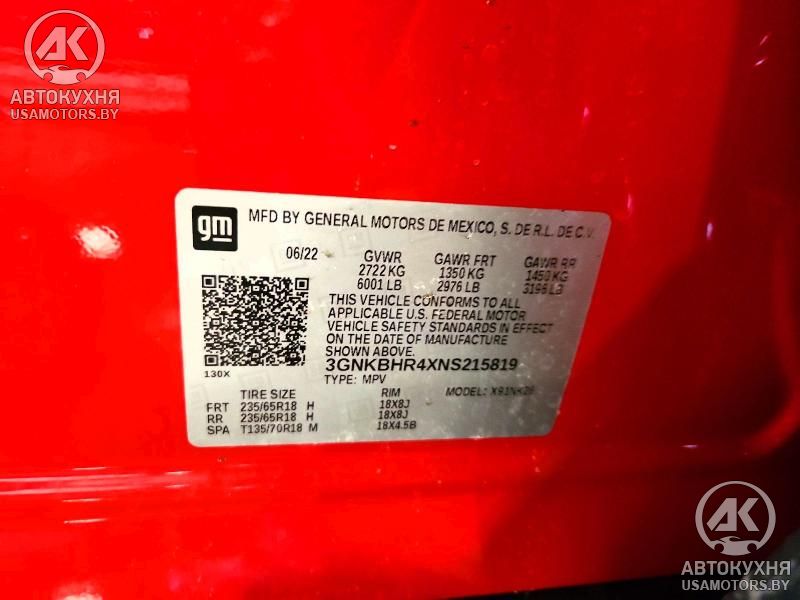 AK
АВТОКУХНЯ
USAMOTORS.BY
gm MFD BY GENERAL MOTORS DE MEXICO, S. DE R.L. DE C.V.
06/22 GVWR GAWR FRT GAWR RR
2722 KG 1350 KG 1450 KG
6001 LB 2976 LB 3196 LB
THIS VEHICLE CONFORMS TO ALL
APPLICABLE U.S. FEDERAL MOTOR
VEHICLE SAFETY STANDARDS IN EFFECT
ON THE DATE OF MANUFACTURE
SHOWN ABOVE.
130X 3GNKBHR4XNS215819
TYPE: MPV MODEL:
TIRE SIZE RIM
FRT 235/65R18 H 18X8J
RR 235/65R18 H 18X8J
SPA T135/70R18 M 18X4.5B
AK
АВТОКУХНЯ
USAMOTORS.BY